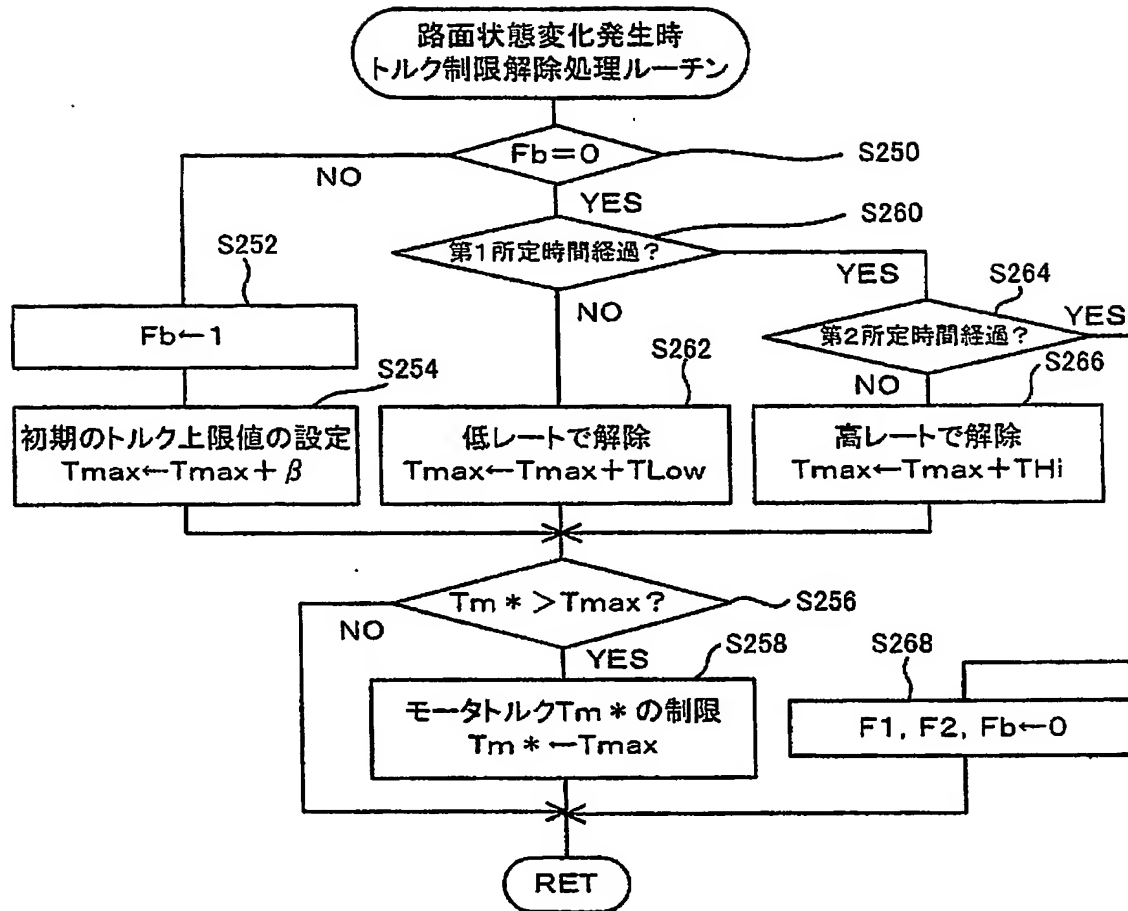 路面状態変化発生時
トルク制限解除処理ルーチン
Fb=0
S250
NO
YES
S260
第1所定時間経過?
YES
NO
S252
Fb←1
S264
第2所定時間経過?
YES
NO
S254
初期のトルク上限値の設定
Tmax←Tmax+β
S262
低レートで解除
Tmax←Tmax+TLow
S266
高レートで解除
Tmax←Tmax+THi
Tm*>Tmax?
S256
NO
YES
S258
モータトルクTm*の制限
Tm*←Tmax
S268
F1, F2, Fb←0
RET